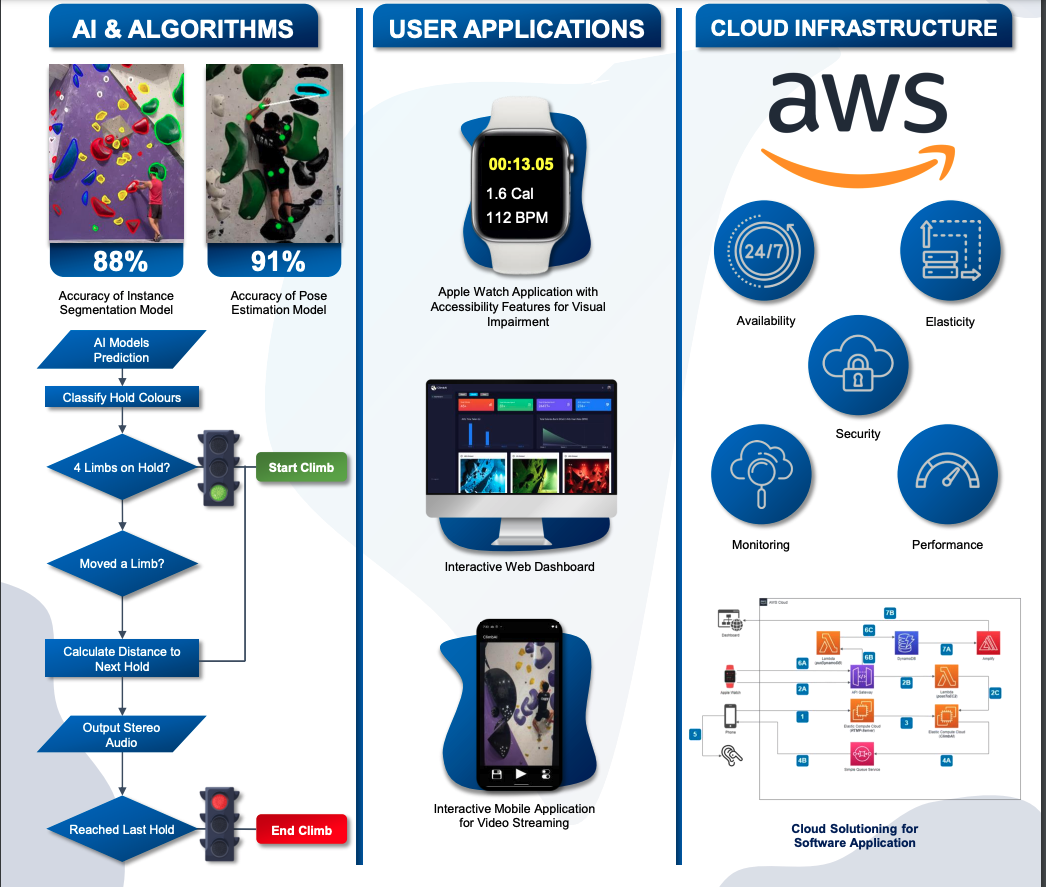 AI & ALGORITHMS
88%
91%
Accuracy of Instance
Segmentation Model
Accuracy of Pose
Estimation Model
AI Models
Prediction
Classify Hold Colours
4 Limbs on Hold?
Start Climb
Moved a Limb?
Calculate Distance to
Next Hold
Output Stereo
Audio
Reached Last Hold
End Climb
USER APPLICATIONS
00:13.05
1.6 Cal
112 BPM
Apple Watch Application with
Accessibility Features for Visual
Impairment
Interactive Web Dashboard
Interactive Mobile Application
for Video Streaming
CLOUD INFRASTRUCTURE
aws
24/7
Availability
Elasticity
Security
Monitoring
Performance
AWS Cloud
7B
Dashboard
6C
Lambda
DynamoDB
7A
Amplify
6A
6B
Apple Watch
2A
API Gateway
2B
Lambda
2C
1
Phone
Elastic Compute Cloud
(RTMP Server)
3
Elastic Compute Cloud
5
4B
Simple Queue Service
4A
Cloud Solutioning for
Software Application